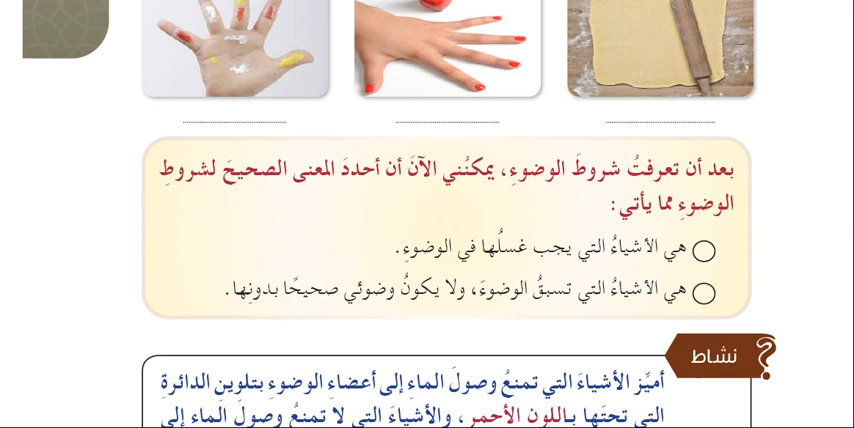 بعد أن تعرفتُ شروطَ الوضوءِ، يمكنُني الآنَ أن أحددَ المعنى الصحيحَ لشروطِ
الوضوءِ مما يأتي:
هي الأشياءُ التي يجب غسلُها في الوضوءِ.
هي الأشياءُ التي تسبقُ الوضوءَ، ولا يكونُ وضوئي صحيحًا بدونِها.
نشاط
أميِّز الأشياءَ التي تمنعُ وصولَ الماءِ إلى أعضاءِ الوضوءِ بتلوينِ الدائرةِ
التي تحتَها باللون الأحمرِ، والأشياءَ التي لا تمنعُ وصولَ الماء إلى